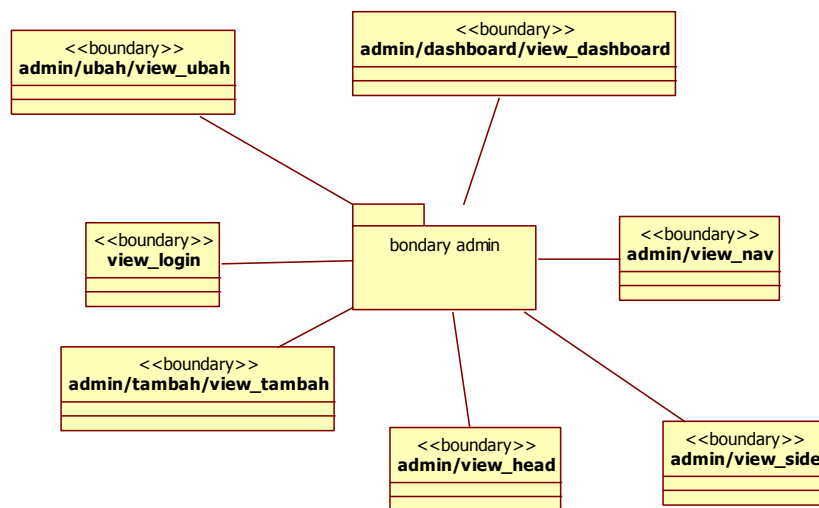 <<boundary>>
admin/dashboard/view_dashboard
<<boundary>>
admin/ubah/view_ubah
<<boundary>>
view_login
bondary admin
<<boundary>>
admin/view_nav
<<boundary>>
admin/tambah/view_tambah
<<boundary>>
admin/view_head
<<boundary>>
admin/view_side